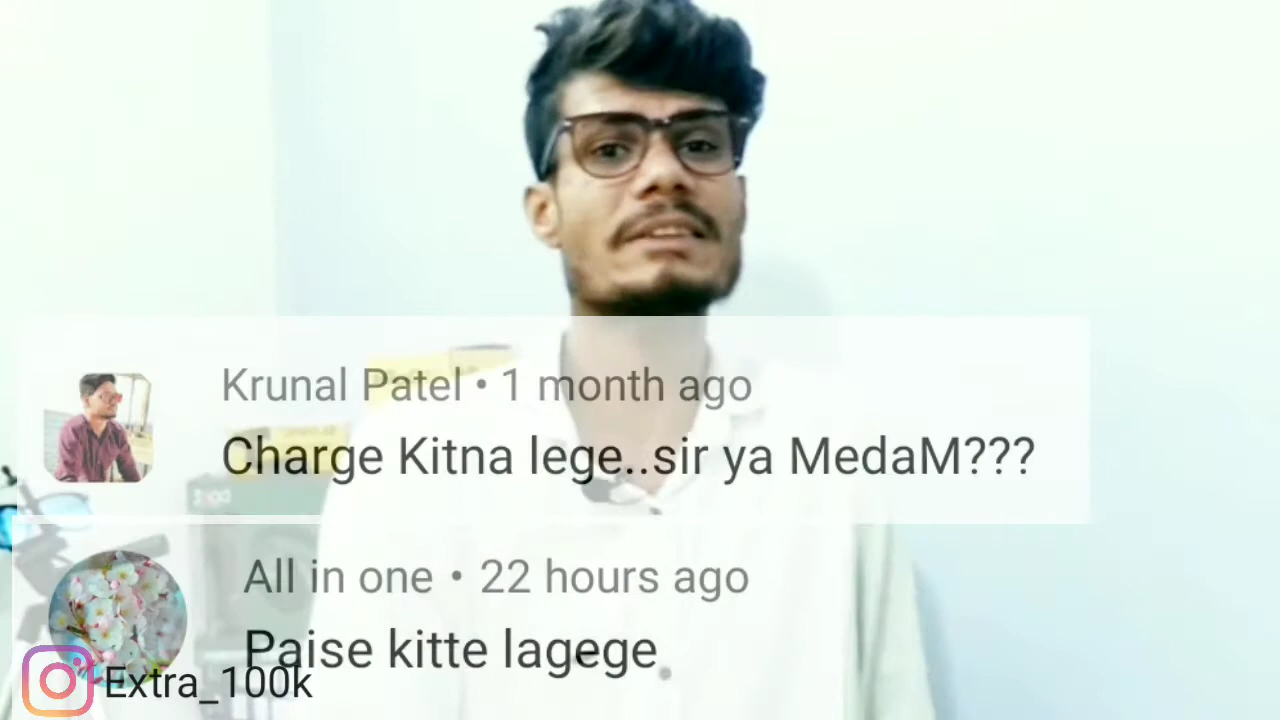 Krunal Patel • 1 month ago
Charge Kitna lege..sir ya MedaM???
All in one • 22 hours ago
Paise kitte lagege
Extra_100k